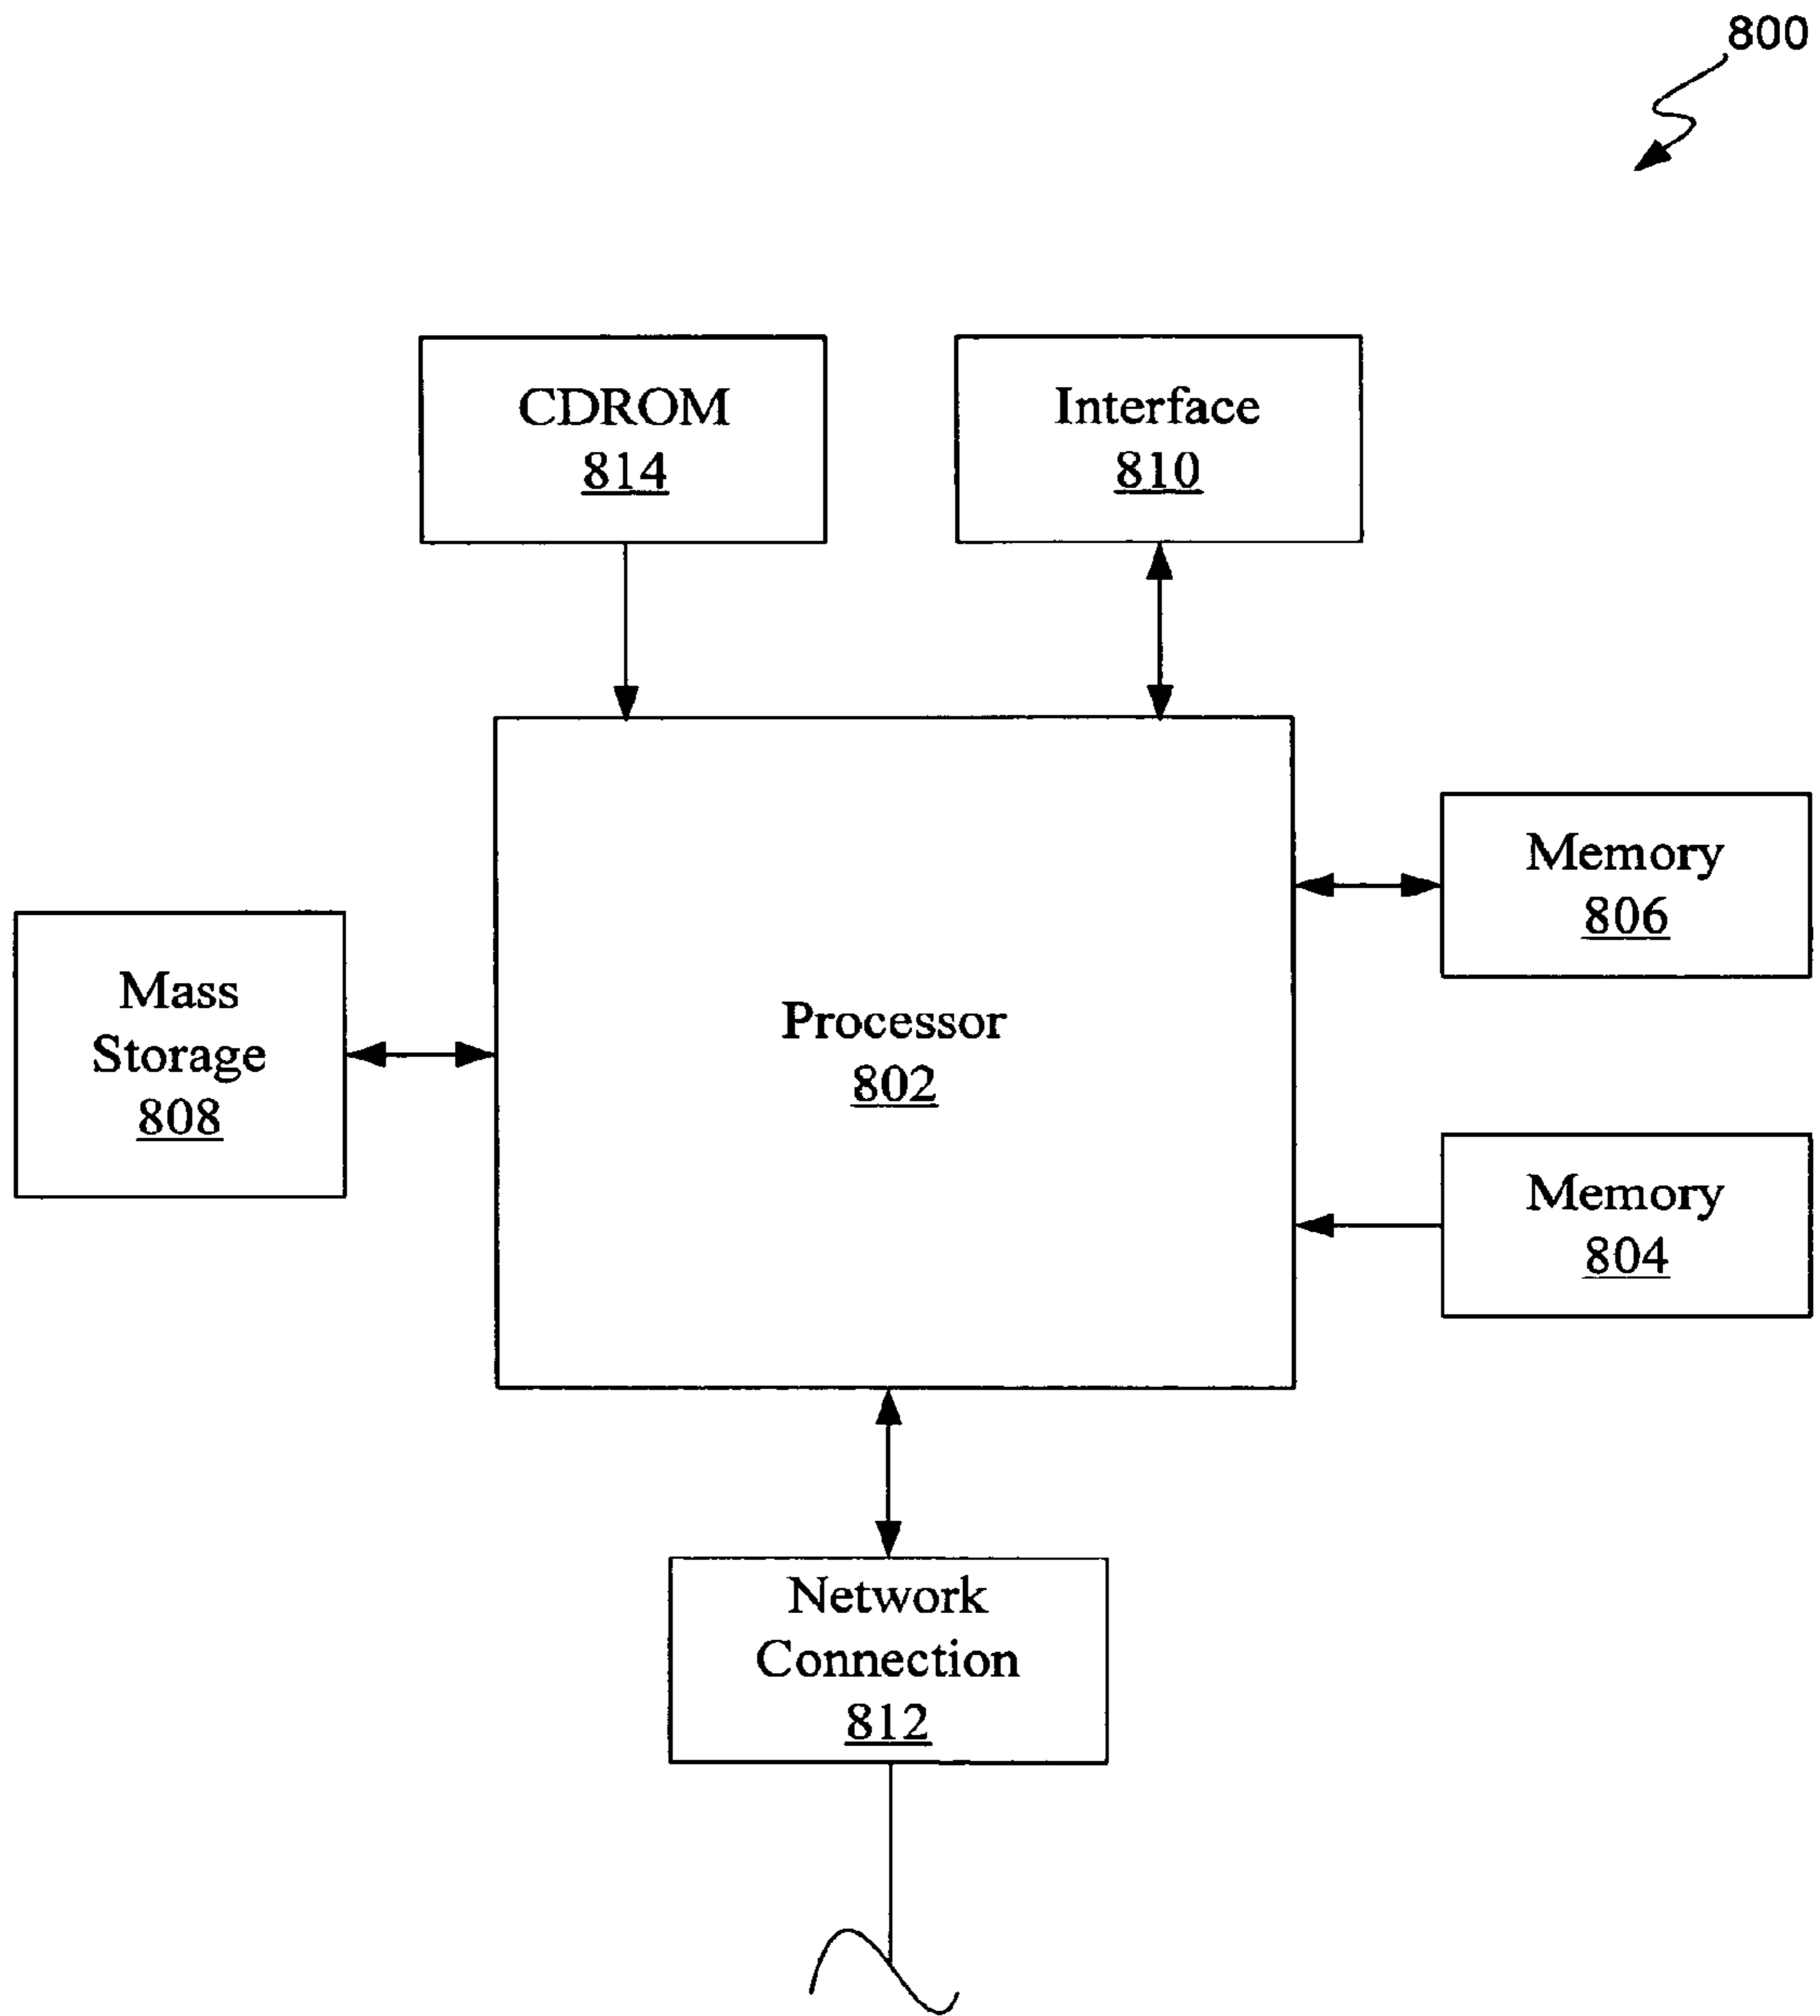 800
CDROM
814
Interface
810
Memory
806
Mass
Storage
808
Processor
802
Memory
804
Network
Connection
812